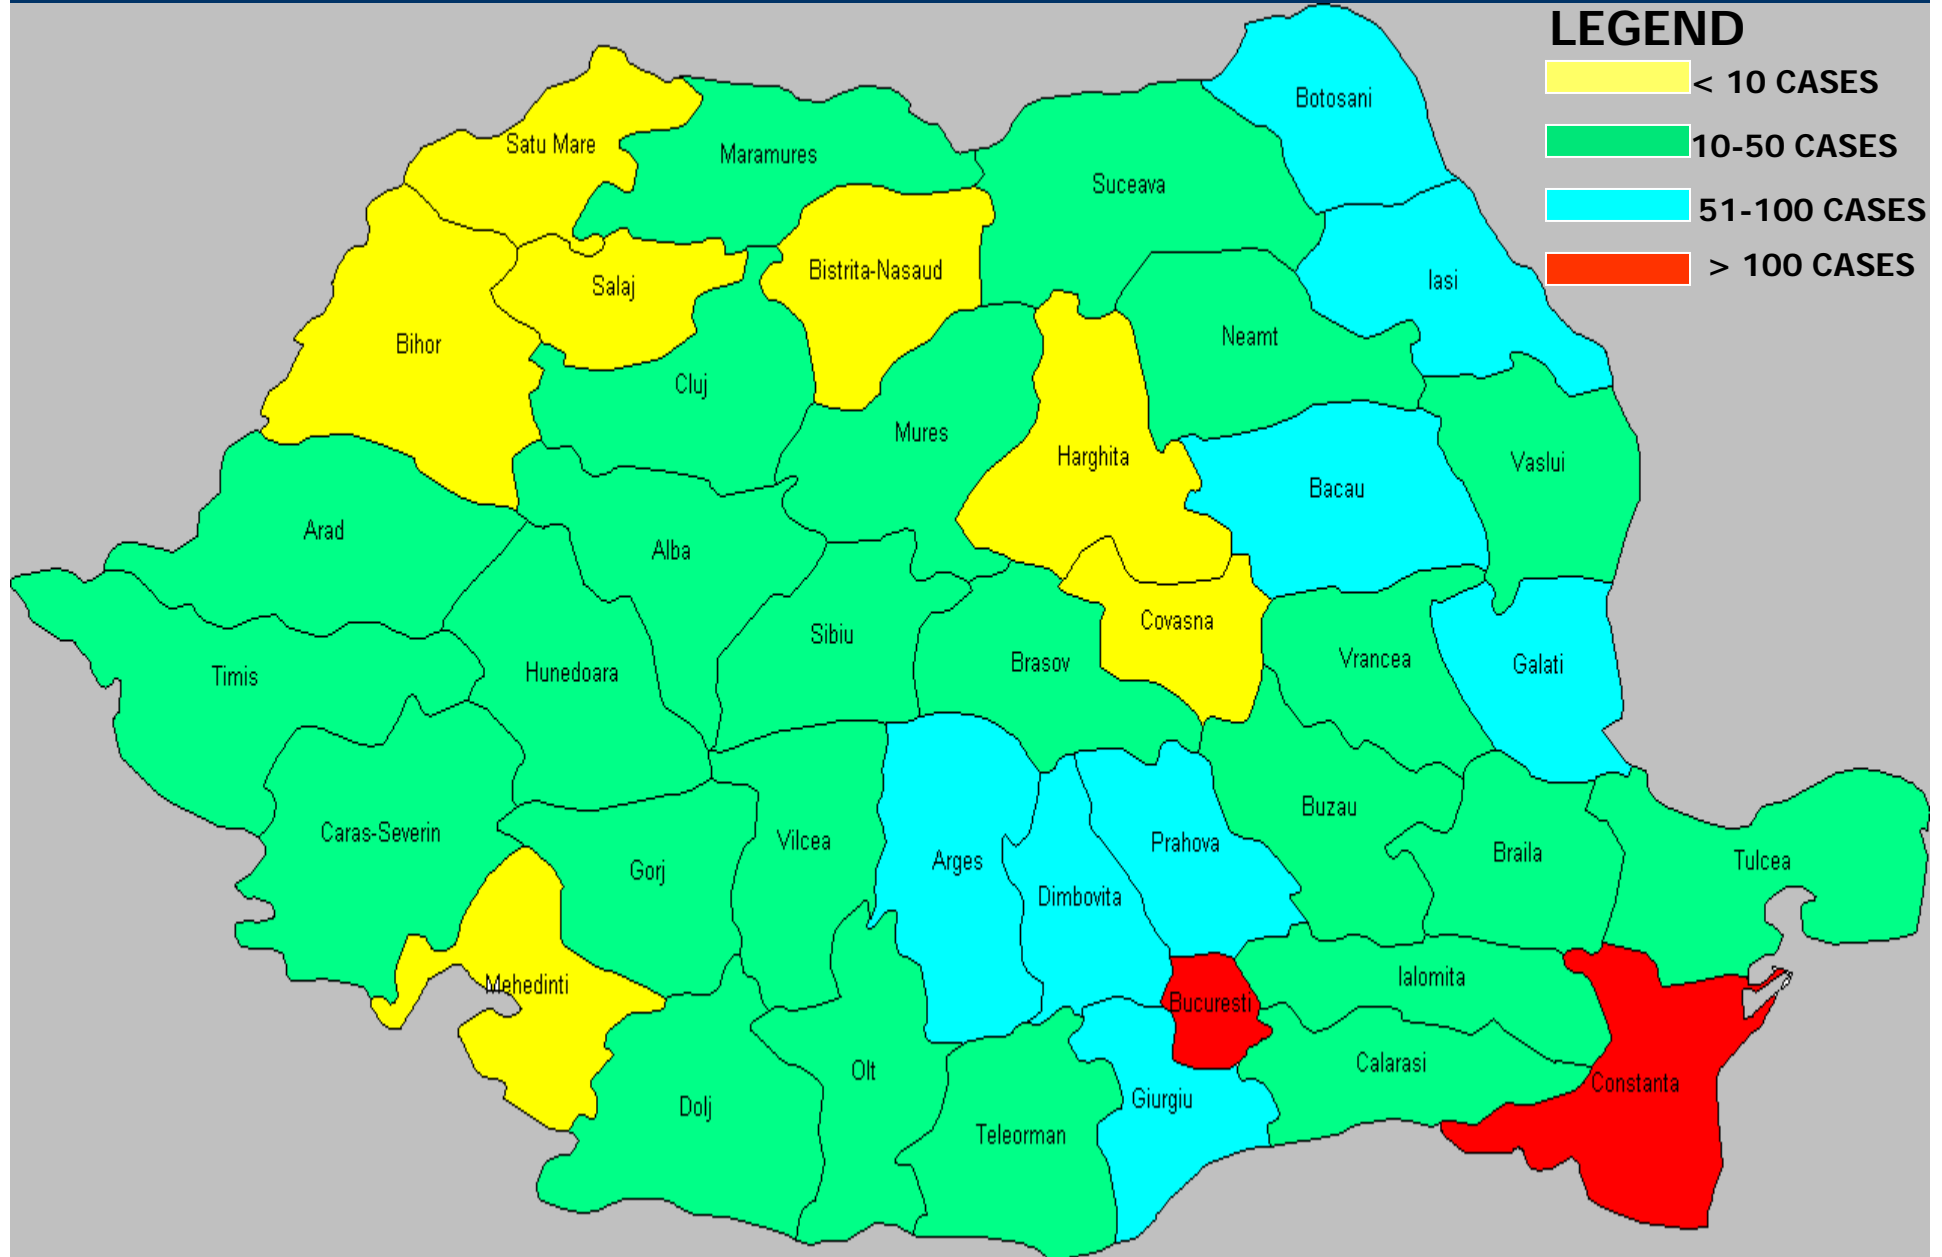 LEGEND
< 10 CASES
10-50 CASES
51-100 CASES
> 100 CASES
Botosani
Satu Mare
Maramures
Suceava
Bistrita-Nasaud
Iasi
Salaj
Neamt
Bihor
Cluj
Mures
Harghita
Vaslui
Bacau
Arad
Alba
Covasna
Sibiu
Brasov
Vrancea
Galati
Timis
Hunedoara
Buzau
Caras-Severin
Vilcea
Prahova
Braila
Tulcea
Arges
Gorj
Dimbovita
Ialomita
Mehedinti
Bucuresti
Calarasi
Olt
Constanta
Giurgiu
Dolj
Teleorman